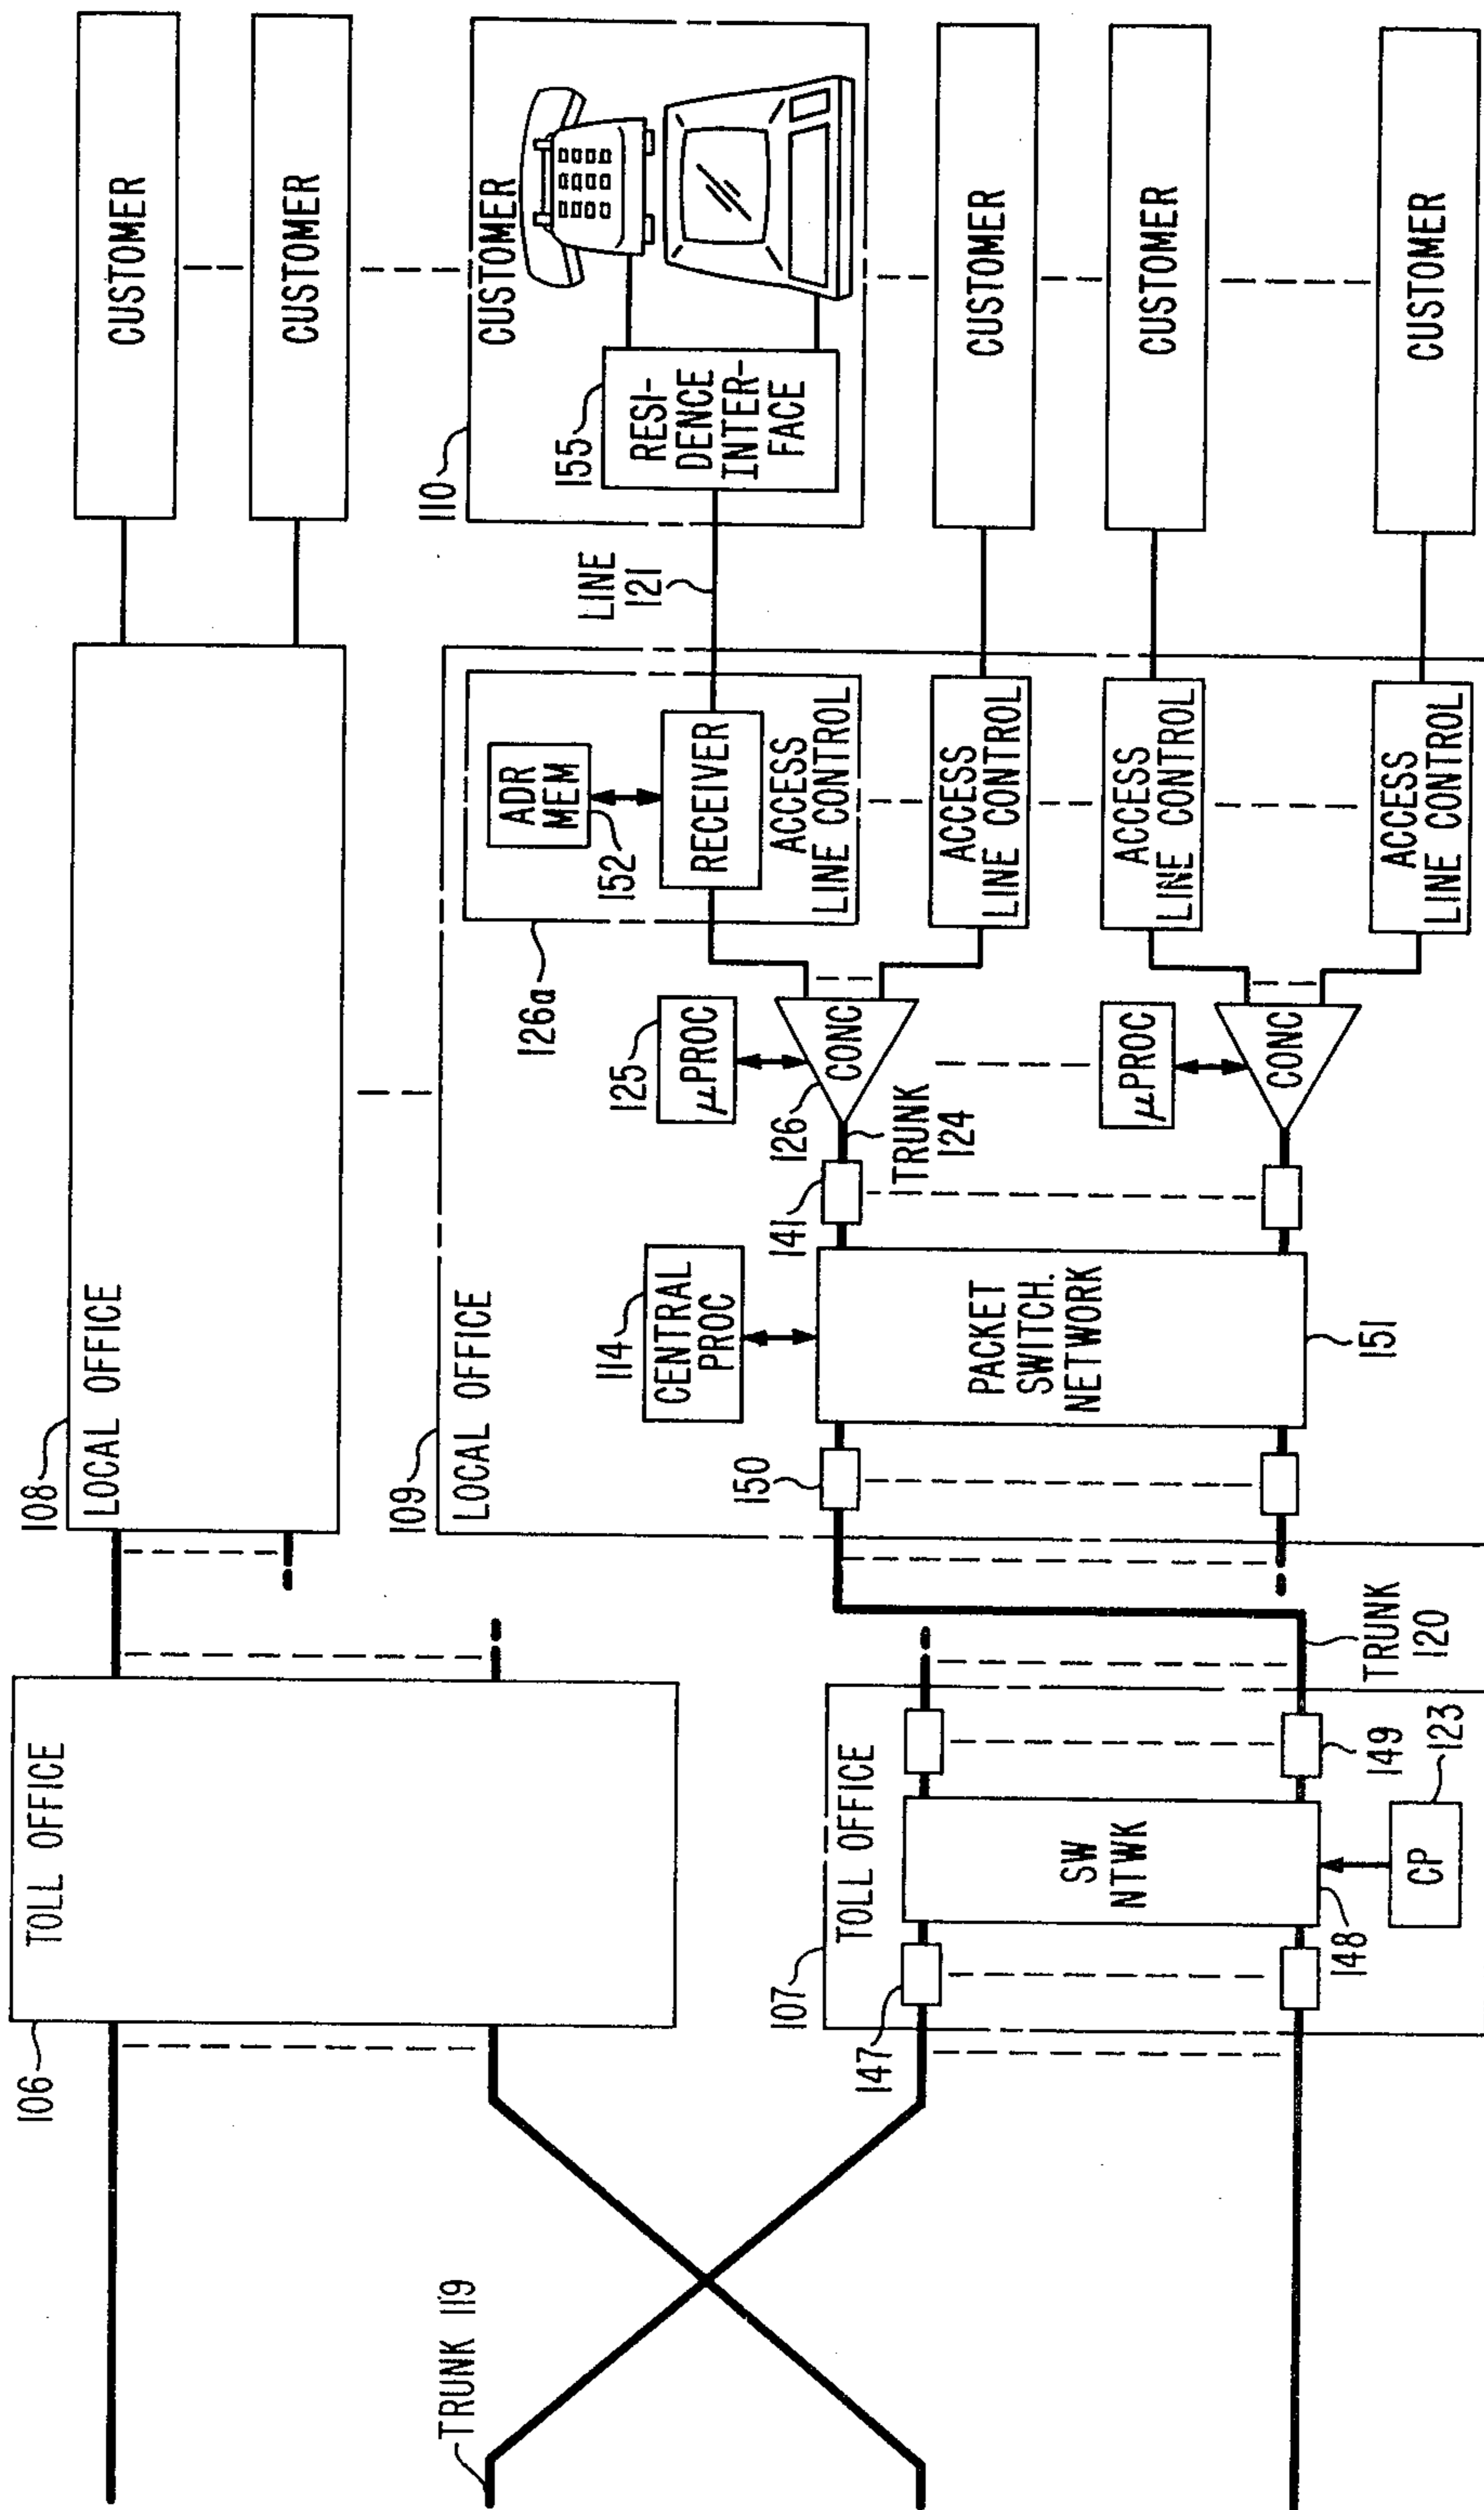 TRUNK 119
106
TOLL OFFICE
107
TOLL OFFICE
147
SW
NTWK
148
CP
123
149
TRUNK
120
108
LOCAL OFFICE
109
LOCAL OFFICE
150
114
CENTRAL
PROC
PACKET
SWITCH.
NETWORK
151
141
TRUNK
124
126
CONC
125
μPROC
μPROC
CONC
126a
152
ADR
MEM
RECEIVER
ACCESS
LINE CONTROL
ACCESS
LINE CONTROL
ACCESS
LINE CONTROL
ACCESS
LINE CONTROL
LINE
121
110
155
RESI-
DENCE
INTER-
FACE
CUSTOMER
CUSTOMER
CUSTOMER
CUSTOMER
CUSTOMER
CUSTOMER